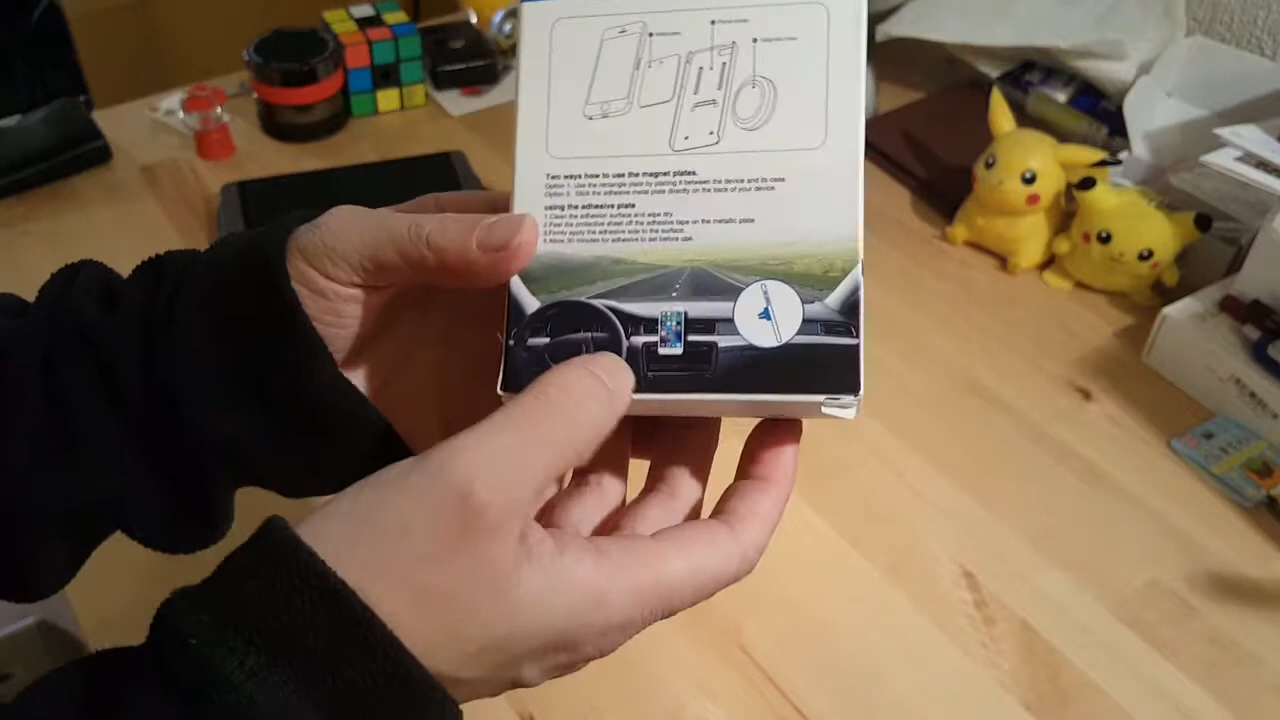 Two ways how to use the magnet plates.
Option 1. Use the rectangle plate by placing it between the device and its case.
Option 2. Stick the adhesive metal plate directly on the back of your device.
using the adhesive plate
1.Clean the adhesion surface and wipe dry.
2.Peel the protective sheet off the adhesive tape on the metallic plate
3.Firmly apply the adhesive side to the surface.
4.Allow 30 minutes for adhesive to set before use.